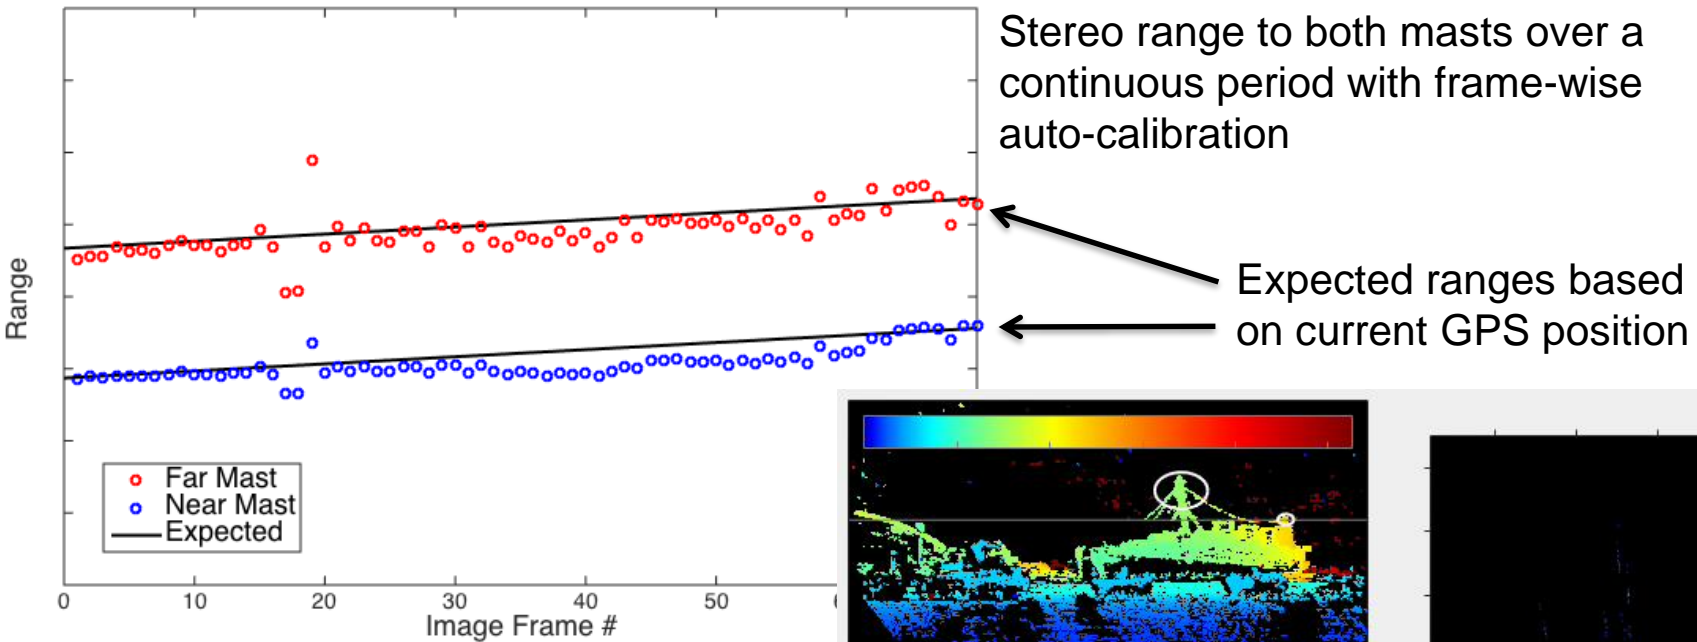 Stereo range to both masts over a
continuous period with frame-wise
auto-calibration
Expected ranges based
on current GPS position
Range
Far Mast
Near Mast
Expected
0
10
20
30
40
50
Image Frame #